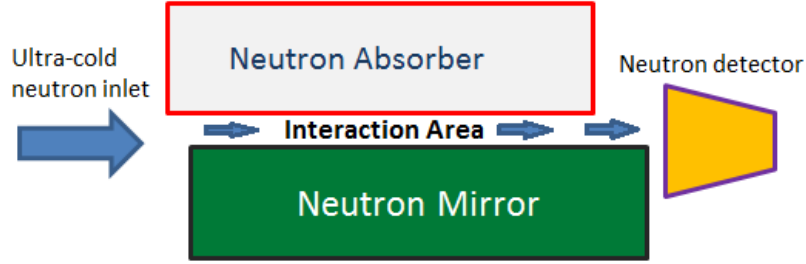 Ultra-cold
neutron inlet
Neutron Absorber
Neutron detector
Interaction Area
Neutron Mirror